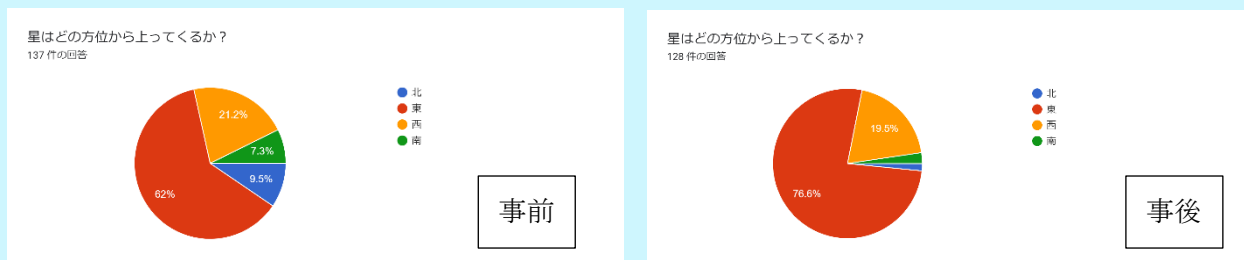 星はどの方位から上ってくるか？
137 件の回答
21.2%
7.3%
9.5%
62%
北
東
西
南
事前
星はどの方位から上ってくるか？
128 件の回答
19.5%
76.6%
北
東
西
南
事後